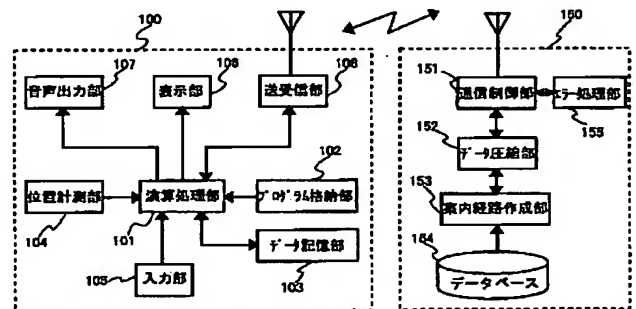 100
150
107
音声出力部
108
表示部
106
送受信部
151
通信制御部
エラー処理部
155
152
データ圧縮部
102
プログラム格納部
位置計測部
104
演算処理部
101
153
案内経路作成部
データ記憶部
103
105
入力部
154
データベース